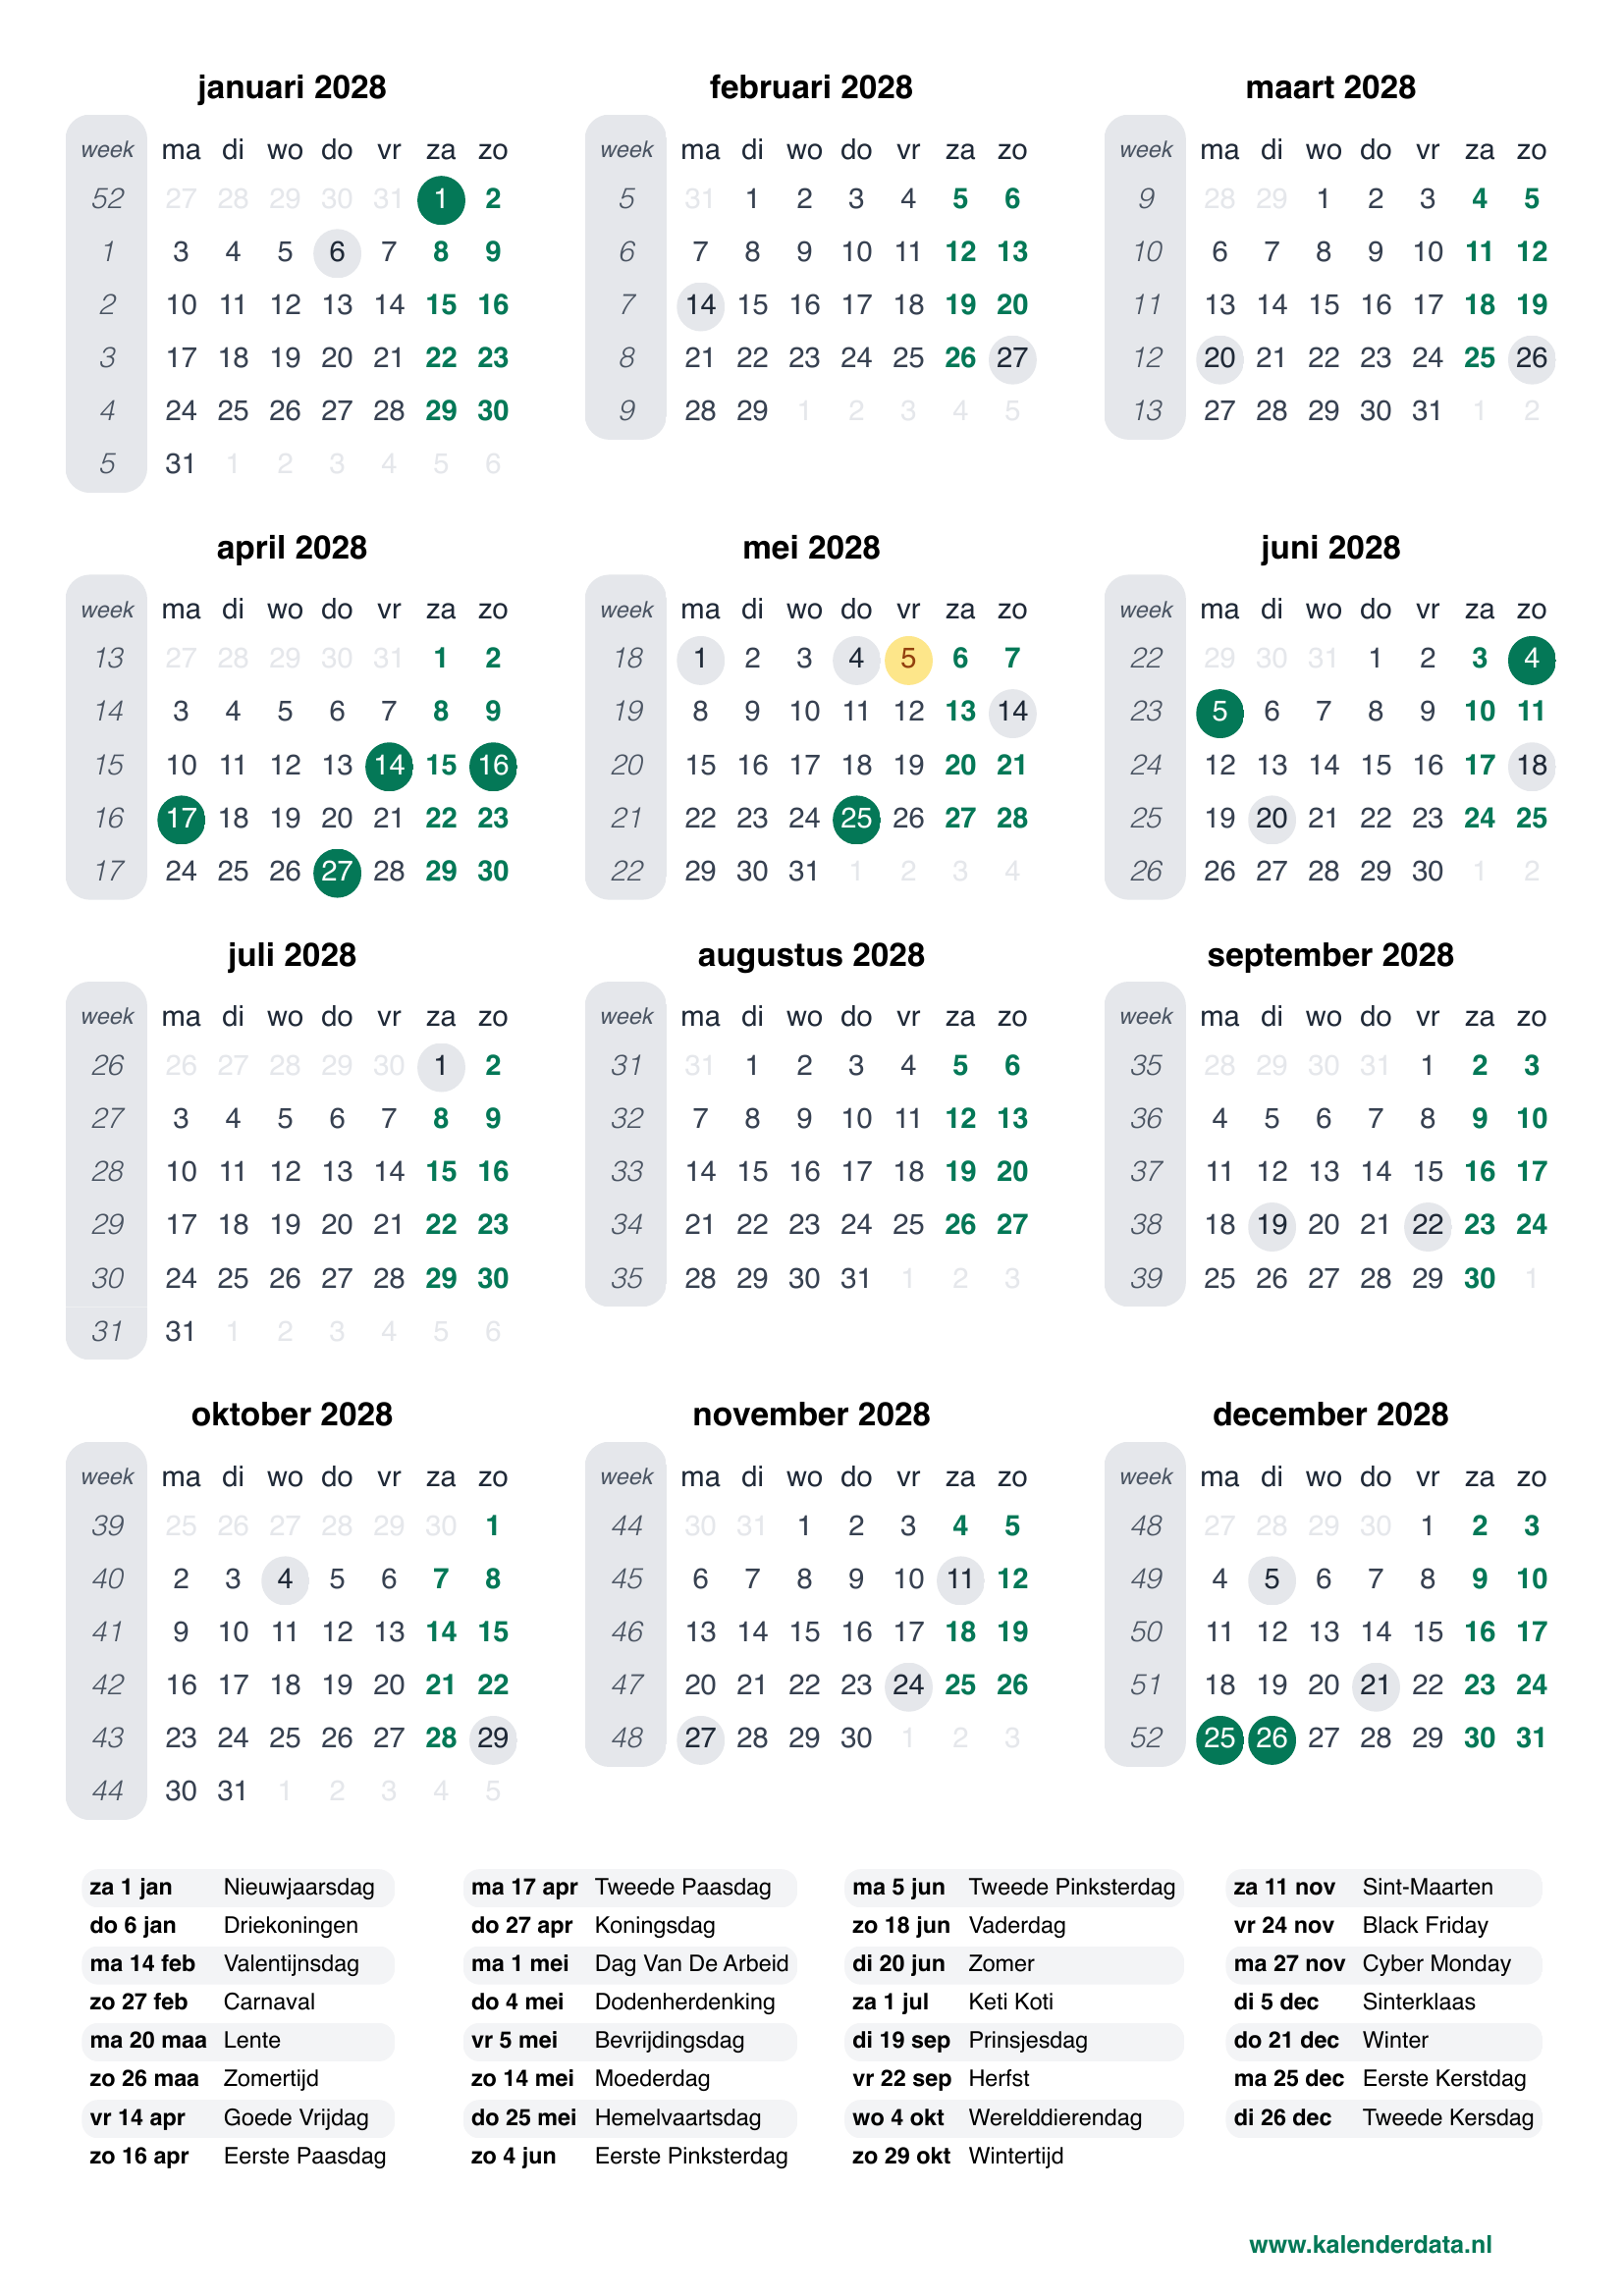 januari 2028
week ma di wo do vr za zo
52 27 28 29 30 31 1 2
1 3 4 5 6 7 8 9
2 10 11 12 13 14 15 16
3 17 18 19 20 21 22 23
4 24 25 26 27 28 29 30
5 31 1 2 3 4 5 6
februari 2028
week ma di wo do vr za zo
5 31 1 2 3 4 5 6
6 7 8 9 10 11 12 13
7 14 15 16 17 18 19 20
8 21 22 23 24 25 26 27
9 28 29 1 2 3 4 5
maart 2028
week ma di wo do vr za zo
9 28 29 1 2 3 4 5
10 6 7 8 9 10 11 12
11 13 14 15 16 17 18 19
12 20 21 22 23 24 25 26
13 27 28 29 30 31 1 2
april 2028
week ma di wo do vr za zo
13 27 28 29 30 31 1 2
14 3 4 5 6 7 8 9
15 10 11 12 13 14 15 16
16 17 18 19 20 21 22 23
17 24 25 26 27 28 29 30
mei 2028
week ma di wo do vr za zo
18 1 2 3 4 5 6 7
19 8 9 10 11 12 13 14
20 15 16 17 18 19 20 21
21 22 23 24 25 26 27 28
22 29 30 31 1 2 3 4
juni 2028
week ma di wo do vr za zo
22 29 30 31 1 2 3 4
23 5 6 7 8 9 10 11
24 12 13 14 15 16 17 18
25 19 20 21 22 23 24 25
26 26 27 28 29 30 1 2
juli 2028
week ma di wo do vr za zo
26 26 27 28 29 30 1 2
27 3 4 5 6 7 8 9
28 10 11 12 13 14 15 16
29 17 18 19 20 21 22 23
30 24 25 26 27 28 29 30
31 31 1 2 3 4 5 6
augustus 2028
week ma di wo do vr za zo
31 31 1 2 3 4 5 6
32 7 8 9 10 11 12 13
33 14 15 16 17 18 19 20
34 21 22 23 24 25 26 27
35 28 29 30 31 1 2 3
september 2028
week ma di wo do vr za zo
35 28 29 30 31 1 2 3
36 4 5 6 7 8 9 10
37 11 12 13 14 15 16 17
38 18 19 20 21 22 23 24
39 25 26 27 28 29 30 1
oktober 2028
week ma di wo do vr za zo
39 25 26 27 28 29 30 1
40 2 3 4 5 6 7 8
41 9 10 11 12 13 14 15
42 16 17 18 19 20 21 22
43 23 24 25 26 27 28 29
44 30 31 1 2 3 4 5
november 2028
week ma di wo do vr za zo
44 30 31 1 2 3 4 5
45 6 7 8 9 10 11 12
46 13 14 15 16 17 18 19
47 20 21 22 23 24 25 26
48 27 28 29 30 1 2 3
december 2028
week ma di wo do vr za zo
48 27 28 29 30 1 2 3
49 4 5 6 7 8 9 10
50 11 12 13 14 15 16 17
51 18 19 20 21 22 23 24
52 25 26 27 28 29 30 31
za 1 jan Nieuwjaarsdag
do 6 jan Driekoningen
ma 14 feb Valentijnsdag
zo 27 feb Carnaval
ma 20 maa Lente
zo 26 maa Zomertijd
vr 14 apr Goede Vrijdag
zo 16 apr Eerste Paasdag
ma 17 apr Tweede Paasdag
do 27 apr Koningsdag
ma 1 mei Dag Van De Arbeid
do 4 mei Dodenherdenking
vr 5 mei Bevrijdingsdag
zo 14 mei Moederdag
do 25 mei Hemelvaartsdag
zo 4 jun Eerste Pinksterdag
ma 5 jun Tweede Pinksterdag
zo 18 jun Vaderdag
di 20 jun Zomer
za 1 jul Keti Koti
di 19 sep Prinsjesdag
vr 22 sep Herfst
wo 4 okt Werelddierendag
zo 29 okt Wintertijd
za 11 nov Sint-Maarten
vr 24 nov Black Friday
ma 27 nov Cyber Monday
di 5 dec Sinterklaas
do 21 dec Winter
ma 25 dec Eerste Kerstdag
di 26 dec Tweede Kersdag
www.kalenderdata.nl